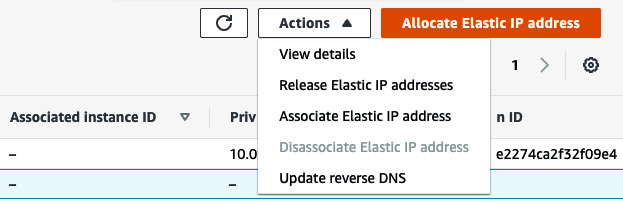 Actions ▲
Allocate Elastic IP address
View details
1
Release Elastic IP addresses
Associated instance ID
Priv
Associate Elastic IP address
n ID
–
10.0
Disassociate Elastic IP address
e2274ca2f32f09e4
–
–
Update reverse DNS